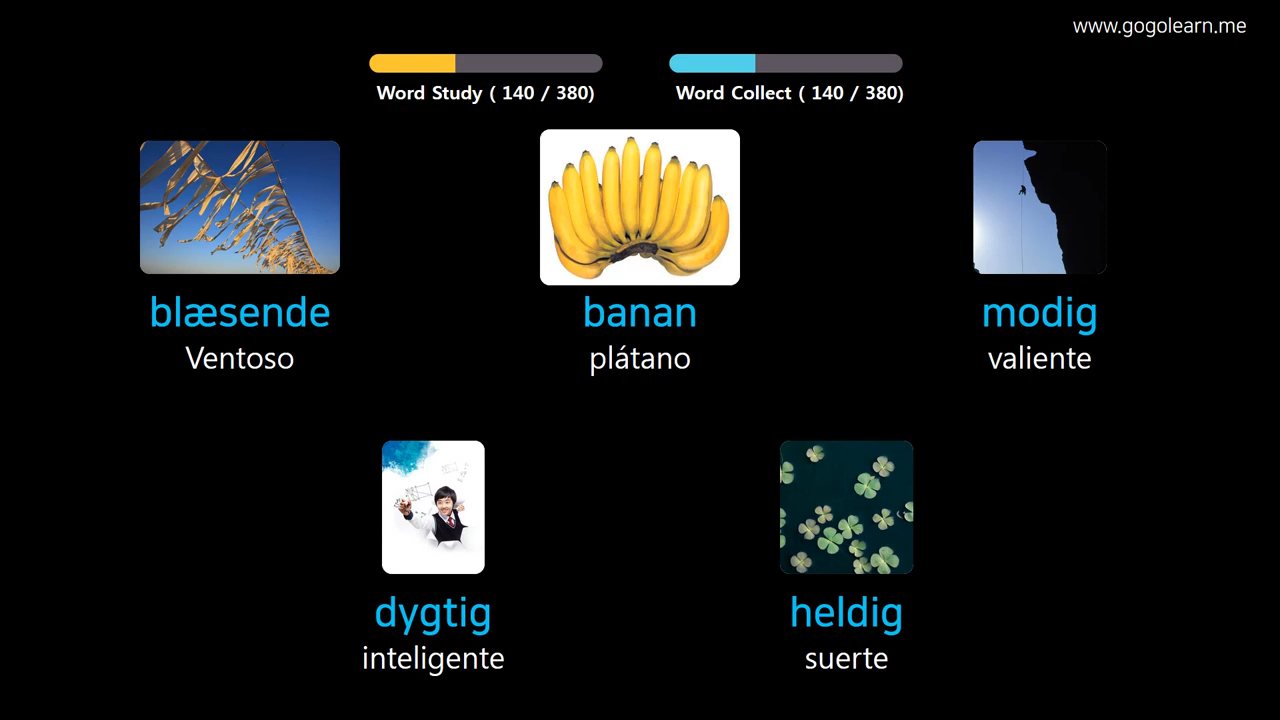 www.gogolearn.me
Word Study ( 140 / 380)
Word Collect ( 140 / 380)
blæsende
Ventoso
banan
plátano
modig
valiente
dygtig
inteligente
heldig
suerte